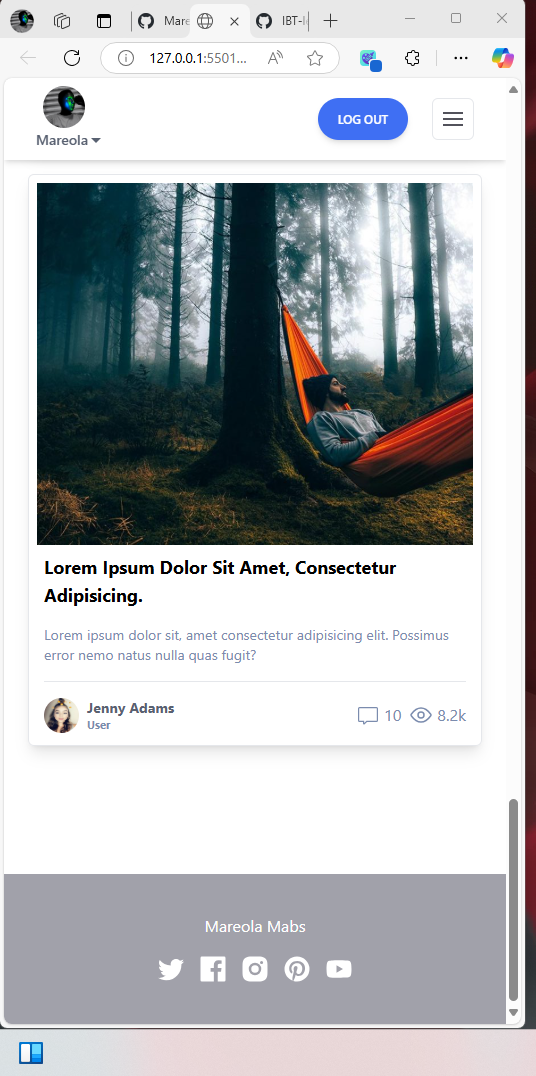 Mare
IBT-I
127.0.0.1:5501...
Mareola
LOG OUT
Lorem Ipsum Dolor Sit Amet, Consectetur
Adipisicing.
Lorem ipsum dolor sit, amet consectetur adipisicing elit. Possimus
error nemo natus nulla quas fugit?
Jenny Adams
User
10
8.2k
Mareola Mabs